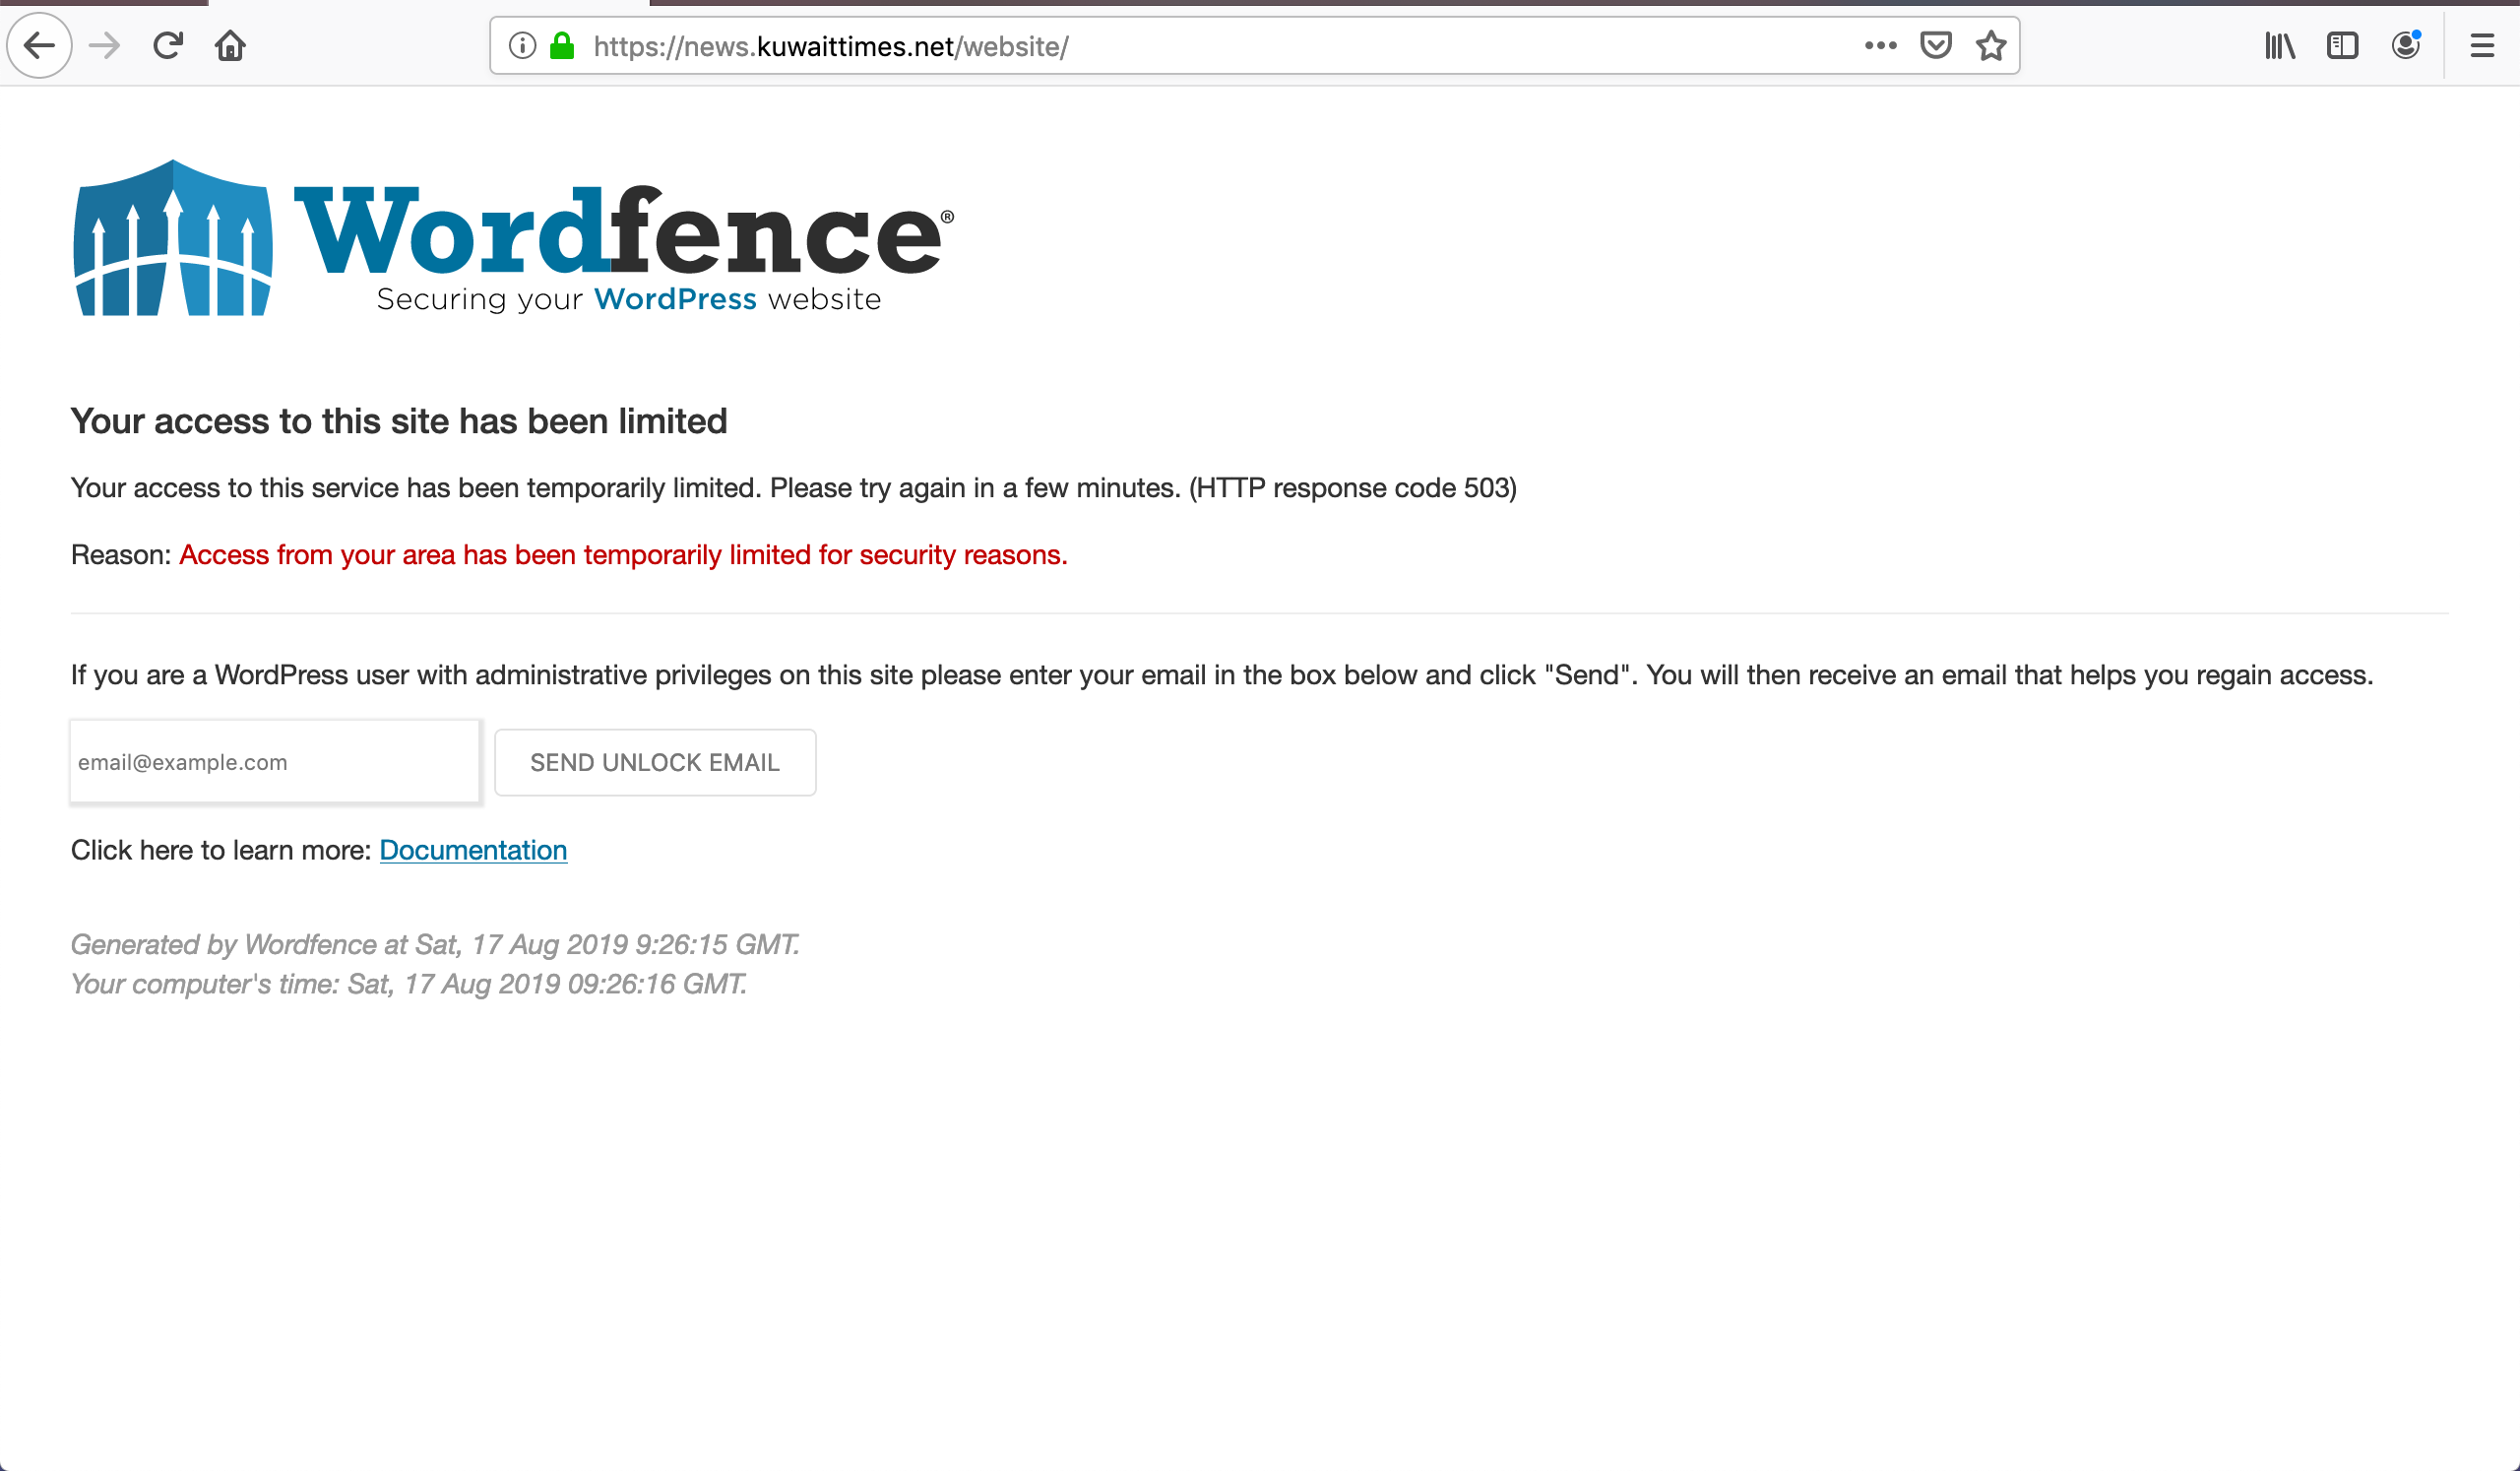 https://news.kuwaittimes.net/website/
Wordfence®
Securing your WordPress website
Your access to this site has been limited
Your access to this service has been temporarily limited. Please try again in a few minutes. (HTTP response code 503)
Reason: Access from your area has been temporarily limited for security reasons.
If you are a WordPress user with administrative privileges on this site please enter your email in the box below and click "Send". You will then receive an email that helps you regain access.
email@example.com SEND UNLOCK EMAIL
Click here to learn more: Documentation
Generated by Wordfence at Sat, 17 Aug 2019 9:26:15 GMT.
Your computer's time: Sat, 17 Aug 2019 09:26:16 GMT.